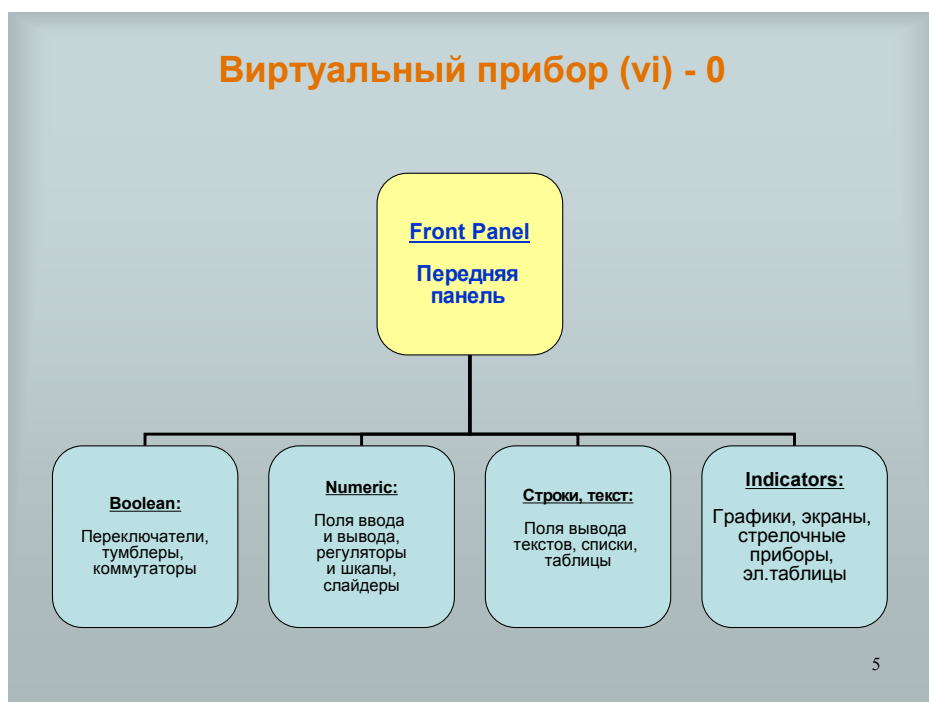 Виртуальный прибор (vi) - 0
Front Panel
Передняя
панель
Boolean:
Переключатели,
тумблеры,
коммутаторы
Numeric:
Поля ввода
и вывода,
регуляторы
и шкалы,
слайдеры
Строки, текст:
Поля вывода
текстов, списки,
таблицы
Indicators:
Графики, экраны,
стрелочные
приборы,
эл.таблицы
5